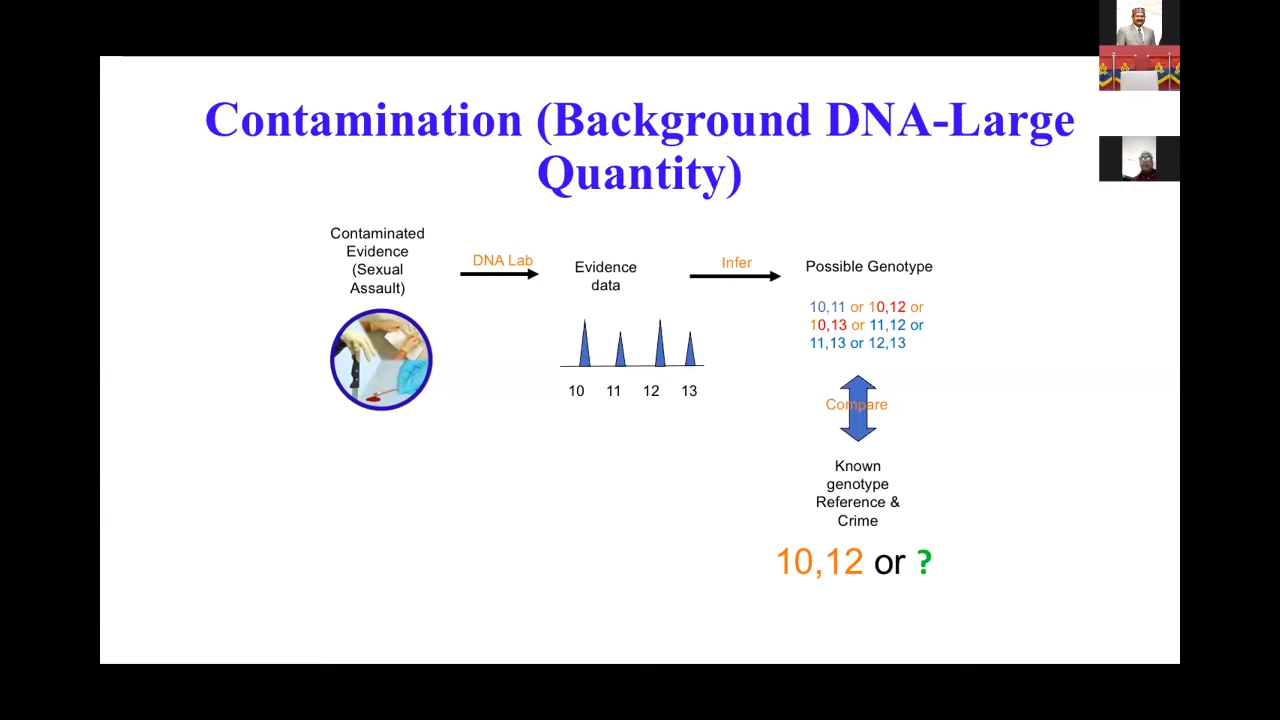 Contamination (Background DNA-Large
Quantity)
Contaminated
Evidence
(Sexual
Assault)
DNA Lab
Evidence
data
Infer
Possible Genotype
10,11 or 10,12 or
10,13 or 11,12 or
11,13 or 12,13
10
11
12
13
Compare
Known
genotype
Reference &
Crime
10,12 or ?